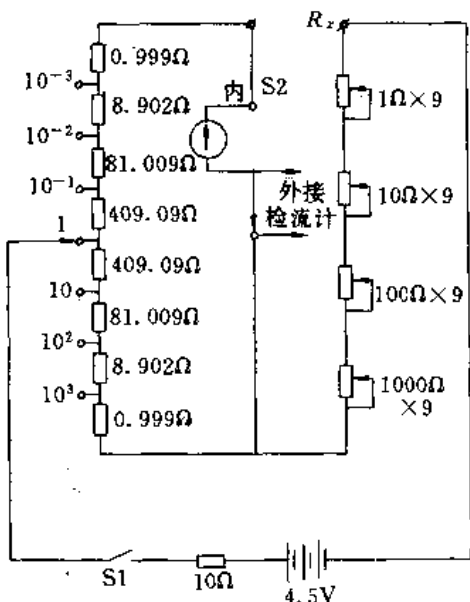 R_x
0.999Ω
10⁻³
内 S2
8.902Ω
1Ω×9
10⁻²
81.009Ω
外接
10Ω×9
10⁻¹
检流计
409.09Ω
1
409.09Ω
100Ω×9
10
81.009Ω
10²
8.902Ω
1000Ω
×9
10³
0.999Ω
S1
10Ω
4.5V